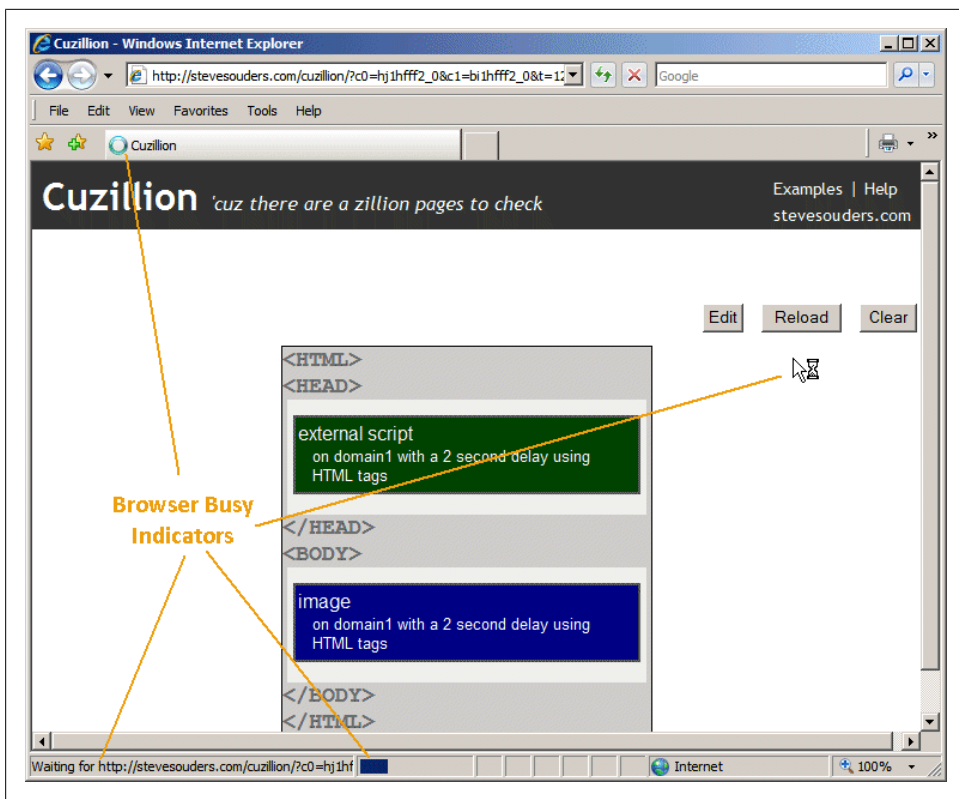 Cuzillion - Windows Internet Explorer
http://stevesouders.com/cuzillion/?c0=hj1hfff2_0&c1=bi1hfff2_0&t=12
Google
File Edit View Favorites Tools Help
Cuzillion
»
Cuzillion 'cuz there are a zillion pages to check
Examples | Help
stevesouders.com
Edit Reload Clear
<HTML>
<HEAD>
external script
on domain1 with a 2 second delay using
HTML tags
</HEAD>
<BODY>
image
on domain1 with a 2 second delay using
HTML tags
</BODY>
</HTML>
Browser Busy
Indicators
Waiting for http://stevesouders.com/cuzillion/?c0=hj1hf
Internet
100%